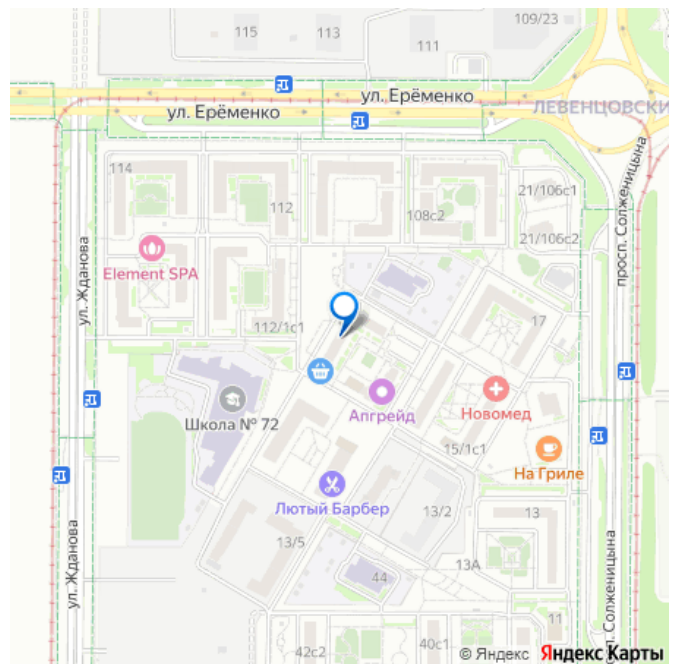 109/23
115
113
111
ул. Ерёменко
ЛЕВЕНЦОВСКИ
ул. Ерёменко
114
112
108с2
21/106с1
21/106с2
просп. Солженицына
ул. Жданова
Element SPA
112/1с1
17
Школа № 72
Апгрейд
Новомед
15/1с1
На Гриле
Лютый Барбер
13/2
13
13/5
13А
44
ул. Жданова
п. Солженицына
11
42с2
40с1
© Яндекс Яндекс Карты